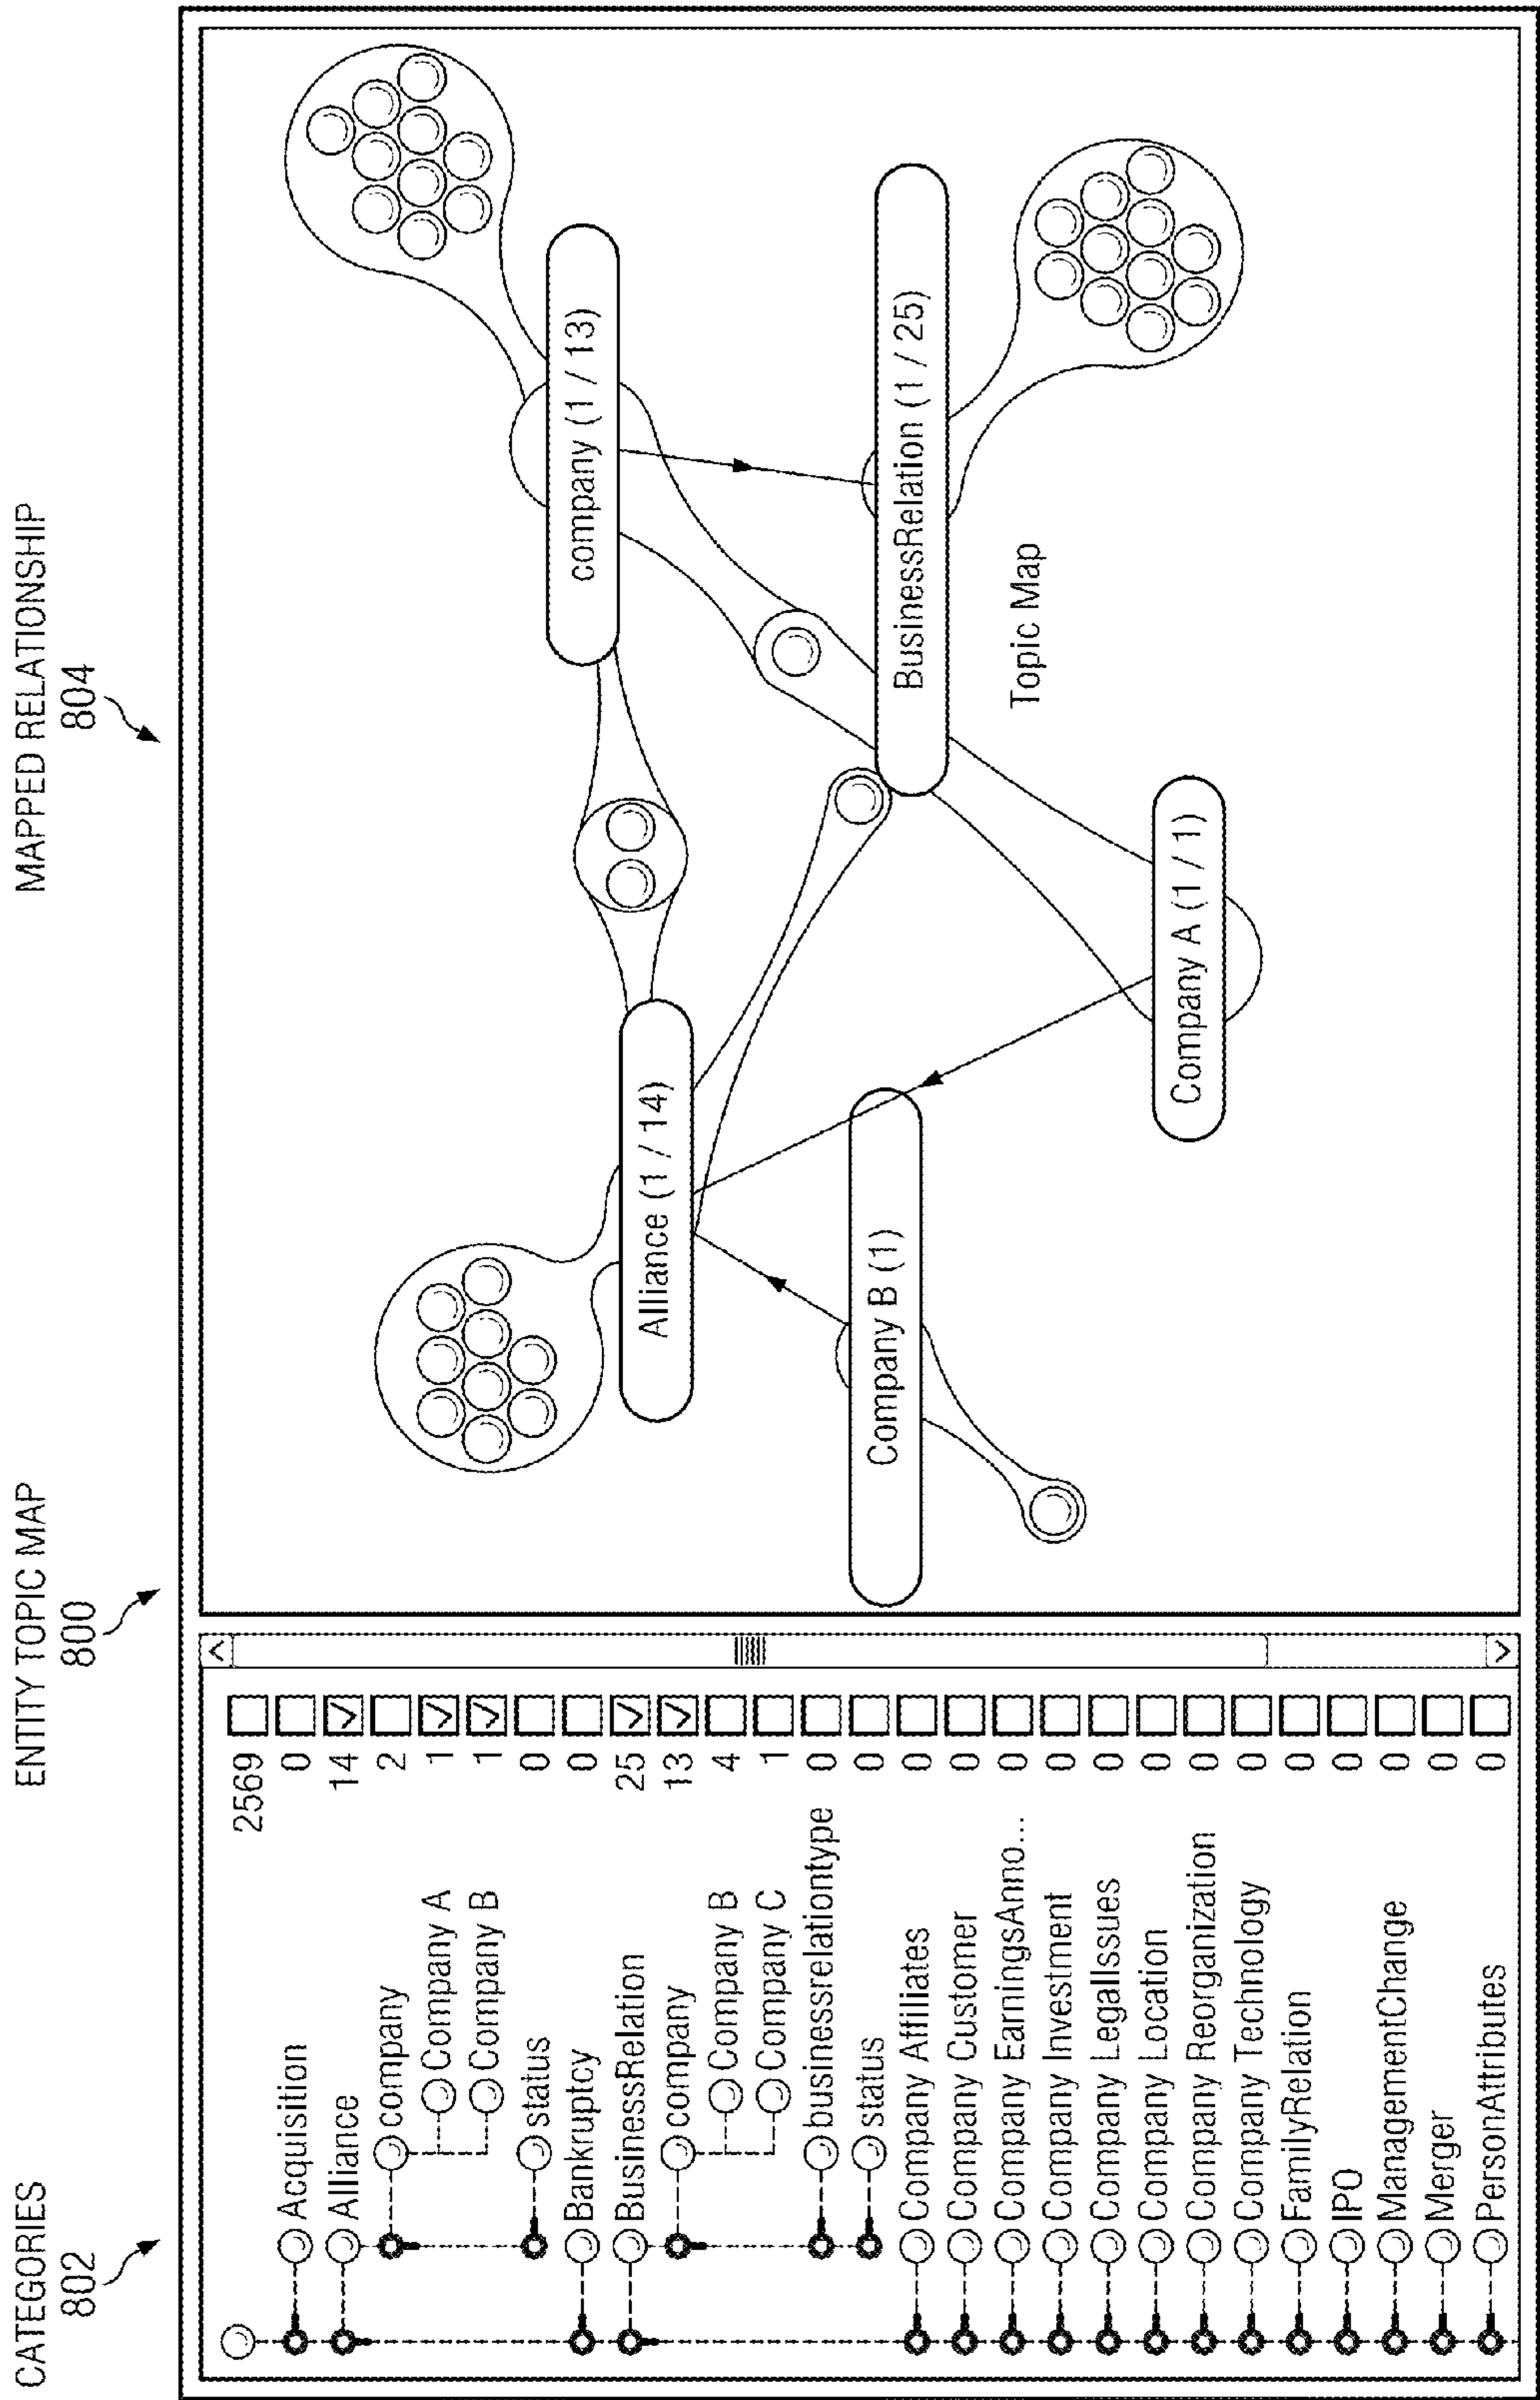 CATEGORIES
802
ENTITY TOPIC MAP
800
MAPPED RELATIONSHIP
804
2569
Acquisition 0
Alliance 14
company 2
Company A 1
Company B 1
status 0
Bankruptcy 0
BusinessRelation 25
company 13
Company B 4
Company C 1
businessrelationtype 0
status 0
Company Affiliates 0
Company Customer 0
Company EarningsAnno... 0
Company Investment 0
Company LegalIssues 0
Company Location 0
Company Reorganization 0
Company Technology 0
FamilyRelation 0
IPO 0
ManagementChange 0
Merger 0
PersonAttributes 0
company (1 / 13)
Alliance (1 / 14)
BusinessRelation (1 / 25)
Company B (1)
Topic Map
Company A (1 / 1)